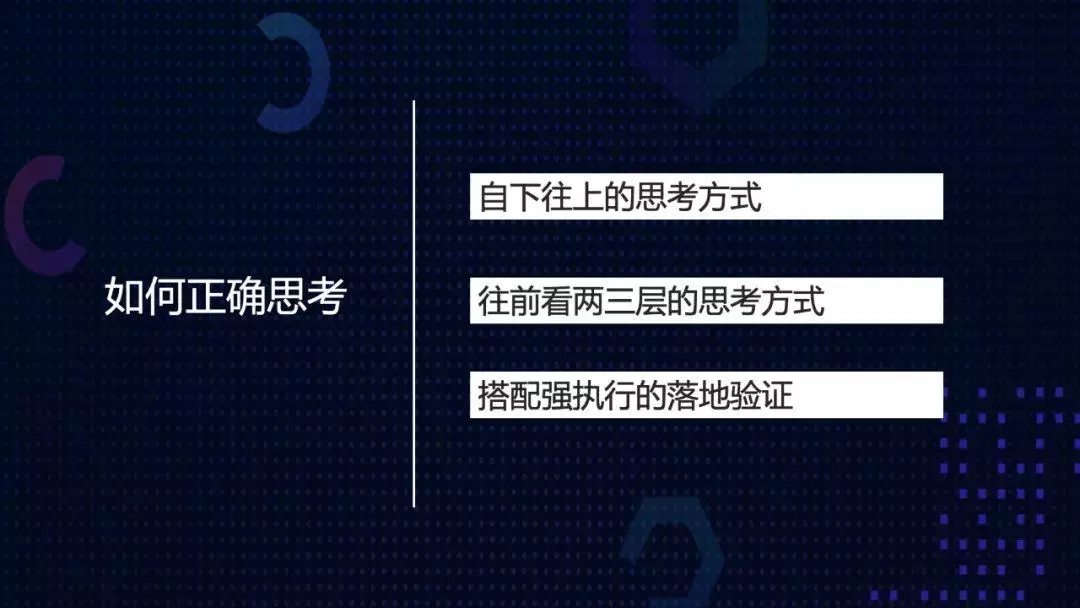 如何正确思考
自下往上的思考方式
往前看两三层的思考方式
搭配强执行的落地验证